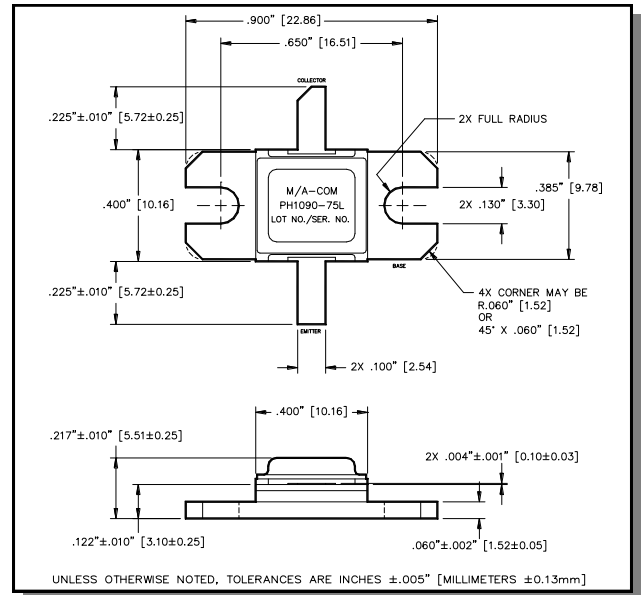 .900” [22.86]
.650” [16.51]
COLLECTOR
.225”±.010” [5.72±0.25]
2X FULL RADIUS
.400” [10.16]
M/A-COM
PH1090-75L
LOT NO./SER. NO.
.385” [9.78]
2X .130” [3.30]
BASE
.225”±.010” [5.72±0.25]
4X CORNER MAY BE
R.060” [1.52]
OR
45° X .060” [1.52]
EMITTER
2X .100” [2.54]
.400” [10.16]
.217”±.010” [5.51±0.25]
2X .004”±.001” [0.10±0.03]
.122”±.010” [3.10±0.25]
.060”±.002” [1.52±0.05]
UNLESS OTHERWISE NOTED, TOLERANCES ARE INCHES ±.005” [MILLIMETERS ±0.13mm]